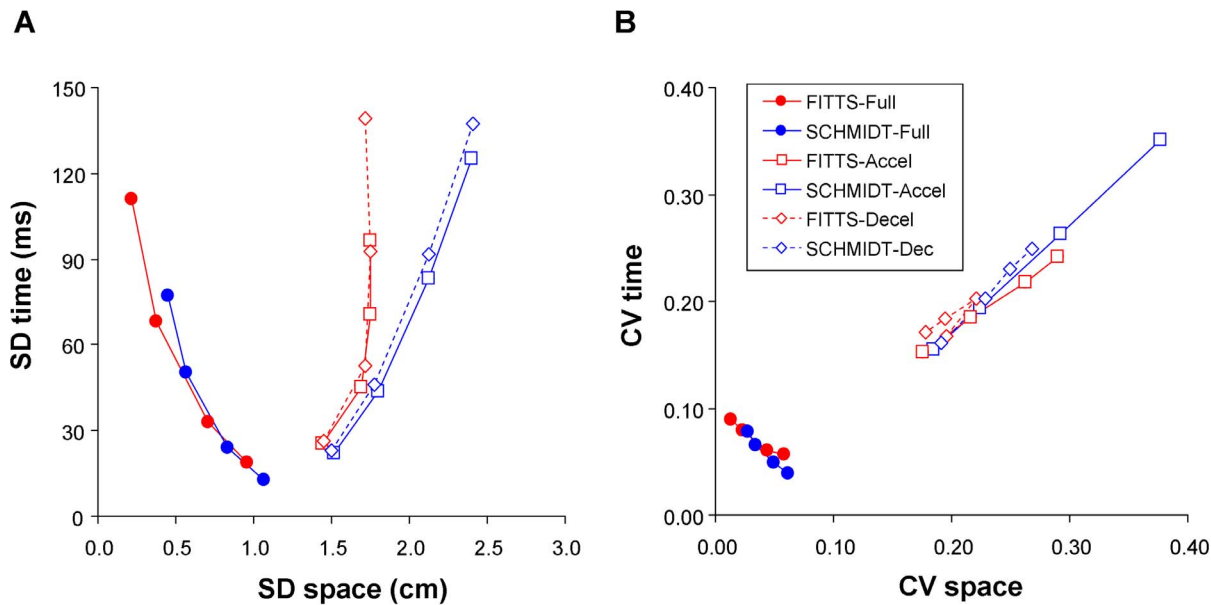 A
B
150
120
90
60
30
0
SD time (ms)
0.0 0.5 1.0 1.5 2.0 2.5 3.0
SD space (cm)
0.40
0.30
0.20
0.10
0.00
CV time
FITTS-Full
SCHMIDT-Full
FITTS-Accel
SCHMIDT-Accel
FITTS-Decel
SCHMIDT-Dec
0.00 0.10 0.20 0.30 0.40
CV space